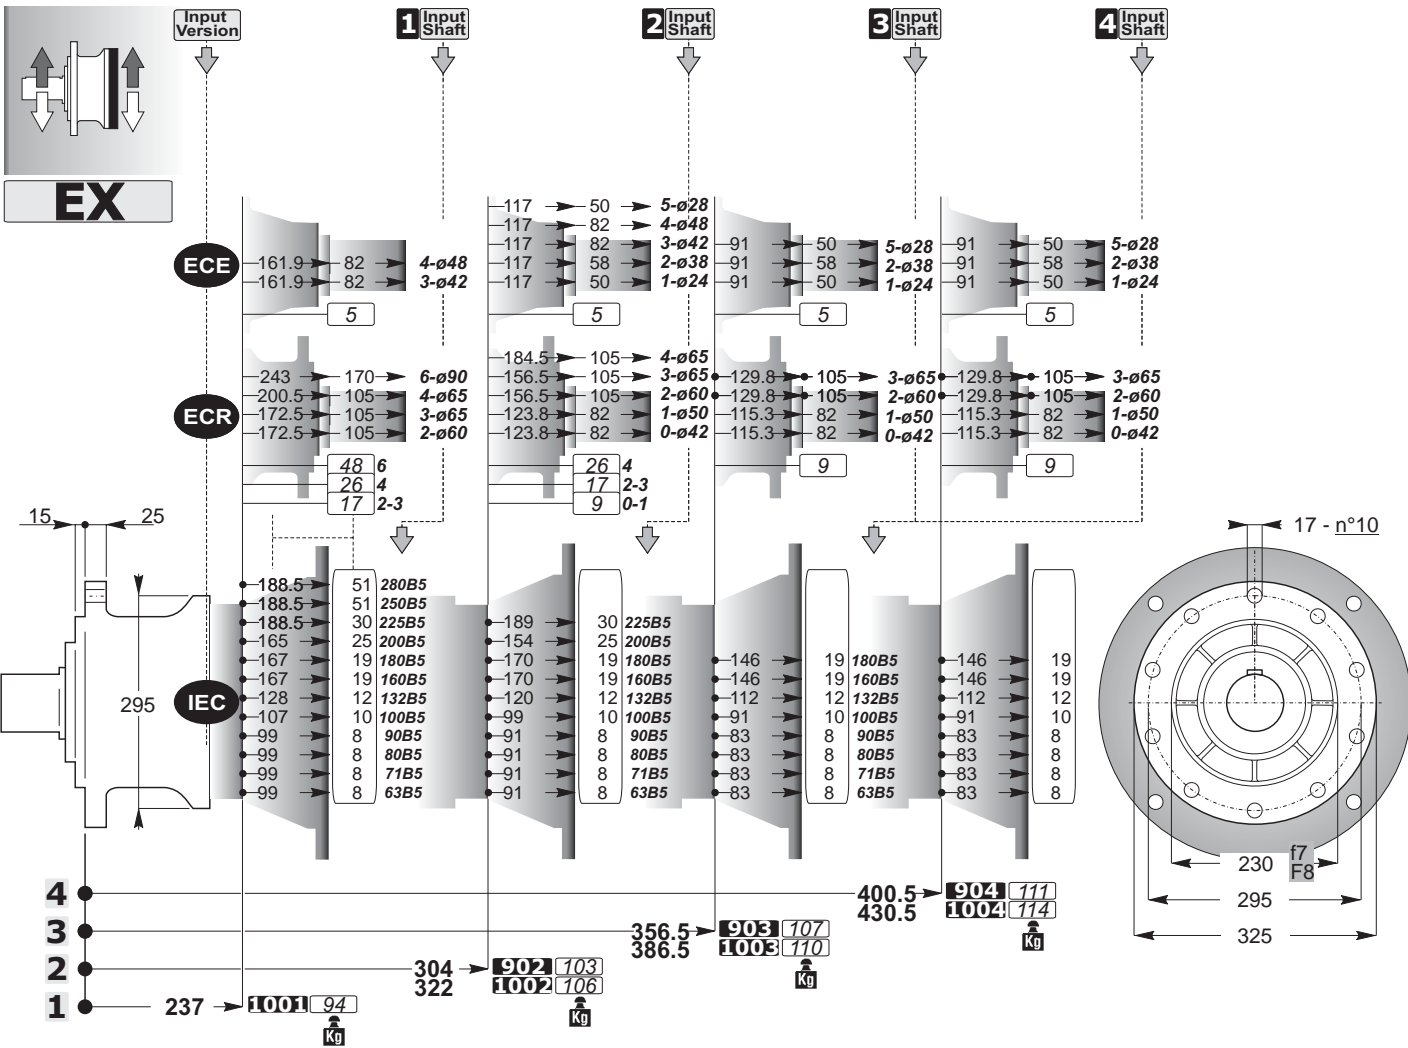 Input Version
1 Input Shaft
2 Input Shaft
3 Input Shaft
4 Input Shaft
EX
ECE
161.9 82 4-ø48
161.9 82 3-ø42
5
117 50 5-ø28
117 82 4-ø48
117 82 3-ø42
117 58 2-ø38
117 50 1-ø24
5
91 50 5-ø28
91 58 2-ø38
91 50 1-ø24
5
91 50 5-ø28
91 58 2-ø38
91 50 1-ø24
5
ECR
243 170 6-ø90
200.5 105 4-ø65
172.5 105 3-ø65
172.5 105 2-ø60
48 6
26 4
17 2-3
184.5 105 4-ø65
156.5 105 3-ø65
156.5 105 2-ø60
123.8 82 1-ø50
123.8 82 0-ø42
26 4
17 2-3
9 0-1
129.8 105 3-ø65
129.8 105 2-ø60
115.3 82 1-ø50
115.3 82 0-ø42
9
129.8 105 3-ø65
129.8 105 2-ø60
115.3 82 1-ø50
115.3 82 0-ø42
9
15 25
295
IEC
188.5 51 280B5
188.5 51 250B5
188.5 30 225B5
165 25 200B5
167 19 180B5
167 19 160B5
128 12 132B5
107 10 100B5
99 8 90B5
99 8 80B5
99 8 71B5
99 8 63B5
189 30 225B5
154 25 200B5
170 19 180B5
170 19 160B5
120 12 132B5
99 10 100B5
91 8 90B5
91 8 80B5
91 8 71B5
91 8 63B5
146 19 180B5
146 19 160B5
112 12 132B5
91 10 100B5
83 8 90B5
83 8 80B5
83 8 71B5
83 8 63B5
146 19
146 19
112 12
91 10
83 8
83 8
83 8
83 8
17 - n°10
230 f7 F8
295
325
4 400.5 904 111
430.5 1004 114
Kg
3 356.5 903 107
386.5 1003 110
Kg
2 304 902 103
322 1002 106
Kg
1 237 1001 94
Kg